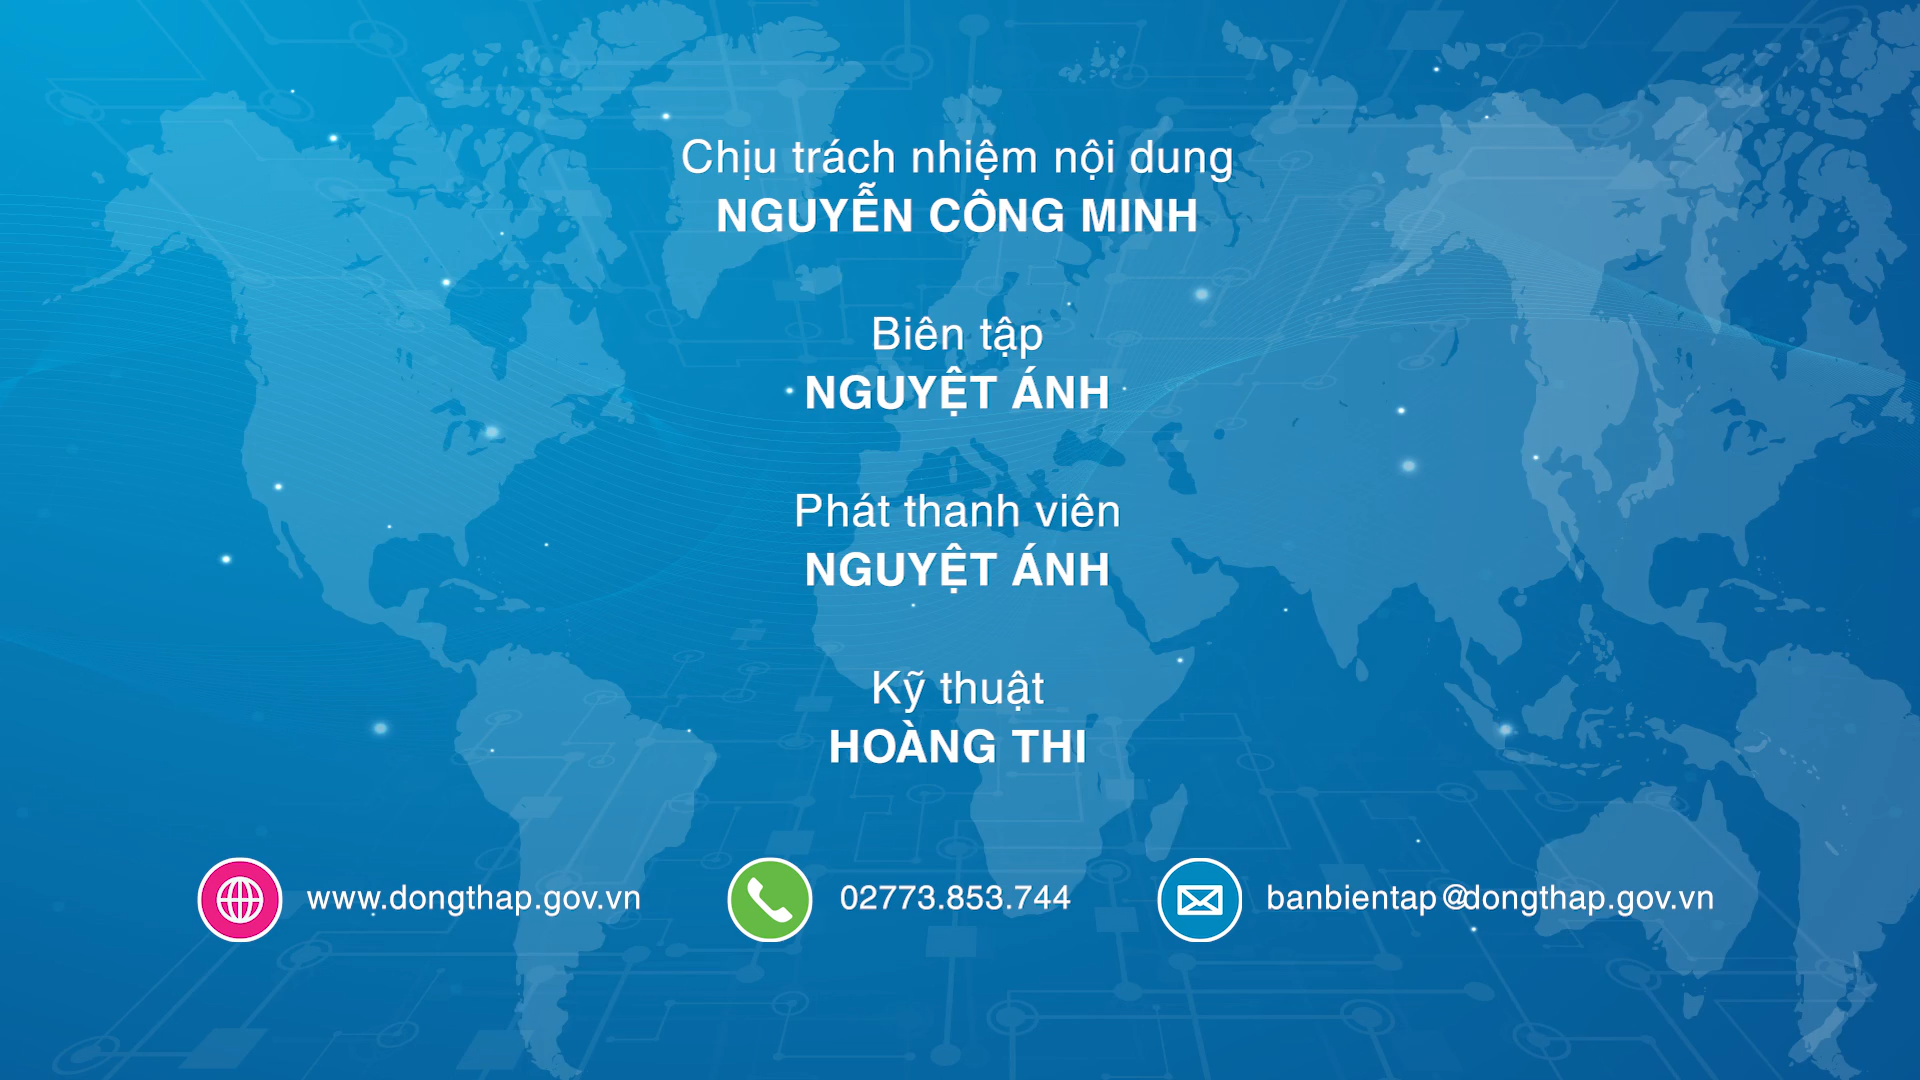 Chịu trách nhiệm nội dung
NGUYỄN CÔNG MINH
Biên tập
NGUYỆT ÁNH
Phát thanh viên
NGUYỆT ÁNH
Kỹ thuật
HOÀNG THI
www.dongthap.gov.vn
02773.853.744
banbientap@dongthap.gov.vn